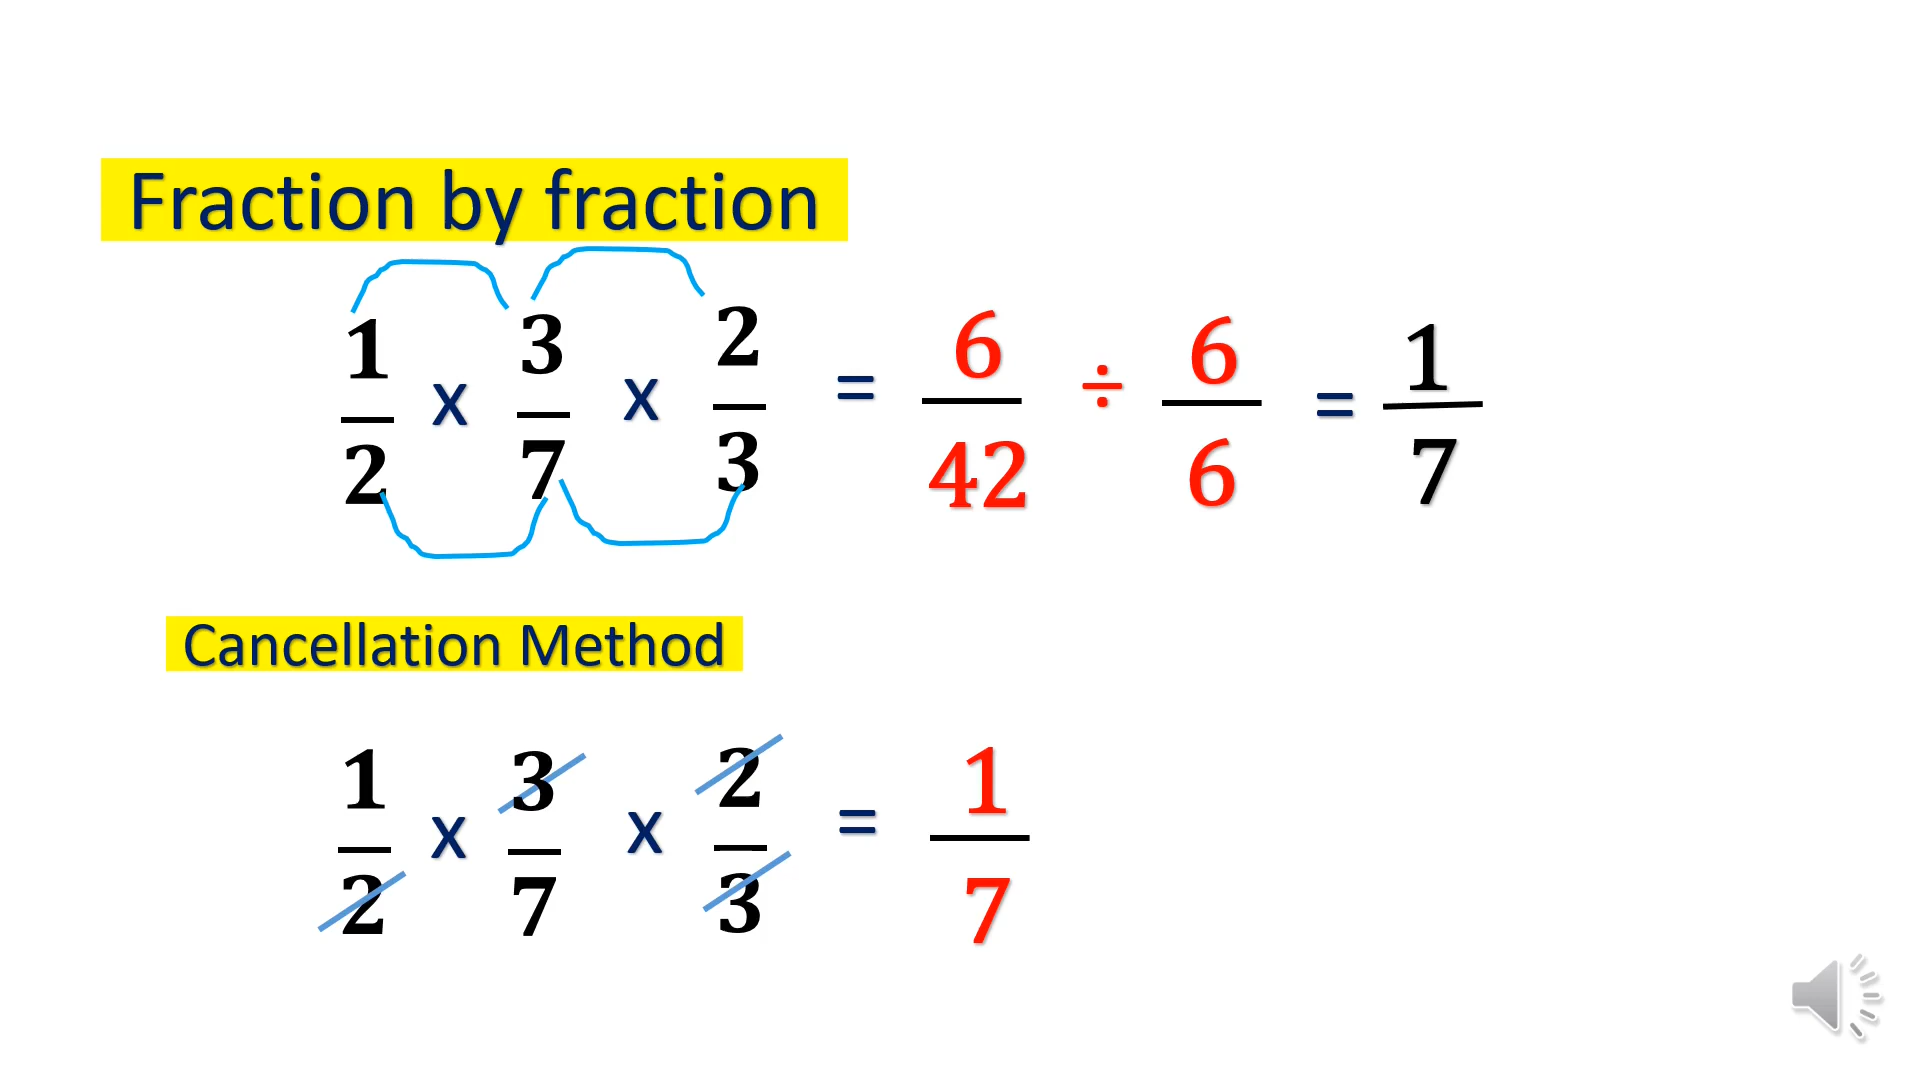 Fraction by fraction
1/2 x 3/7 x 2/3 = 6/42 ÷ 6/6 = 1/7
Cancellation Method
1/2 x 3/7 x 2/3 = 1/7